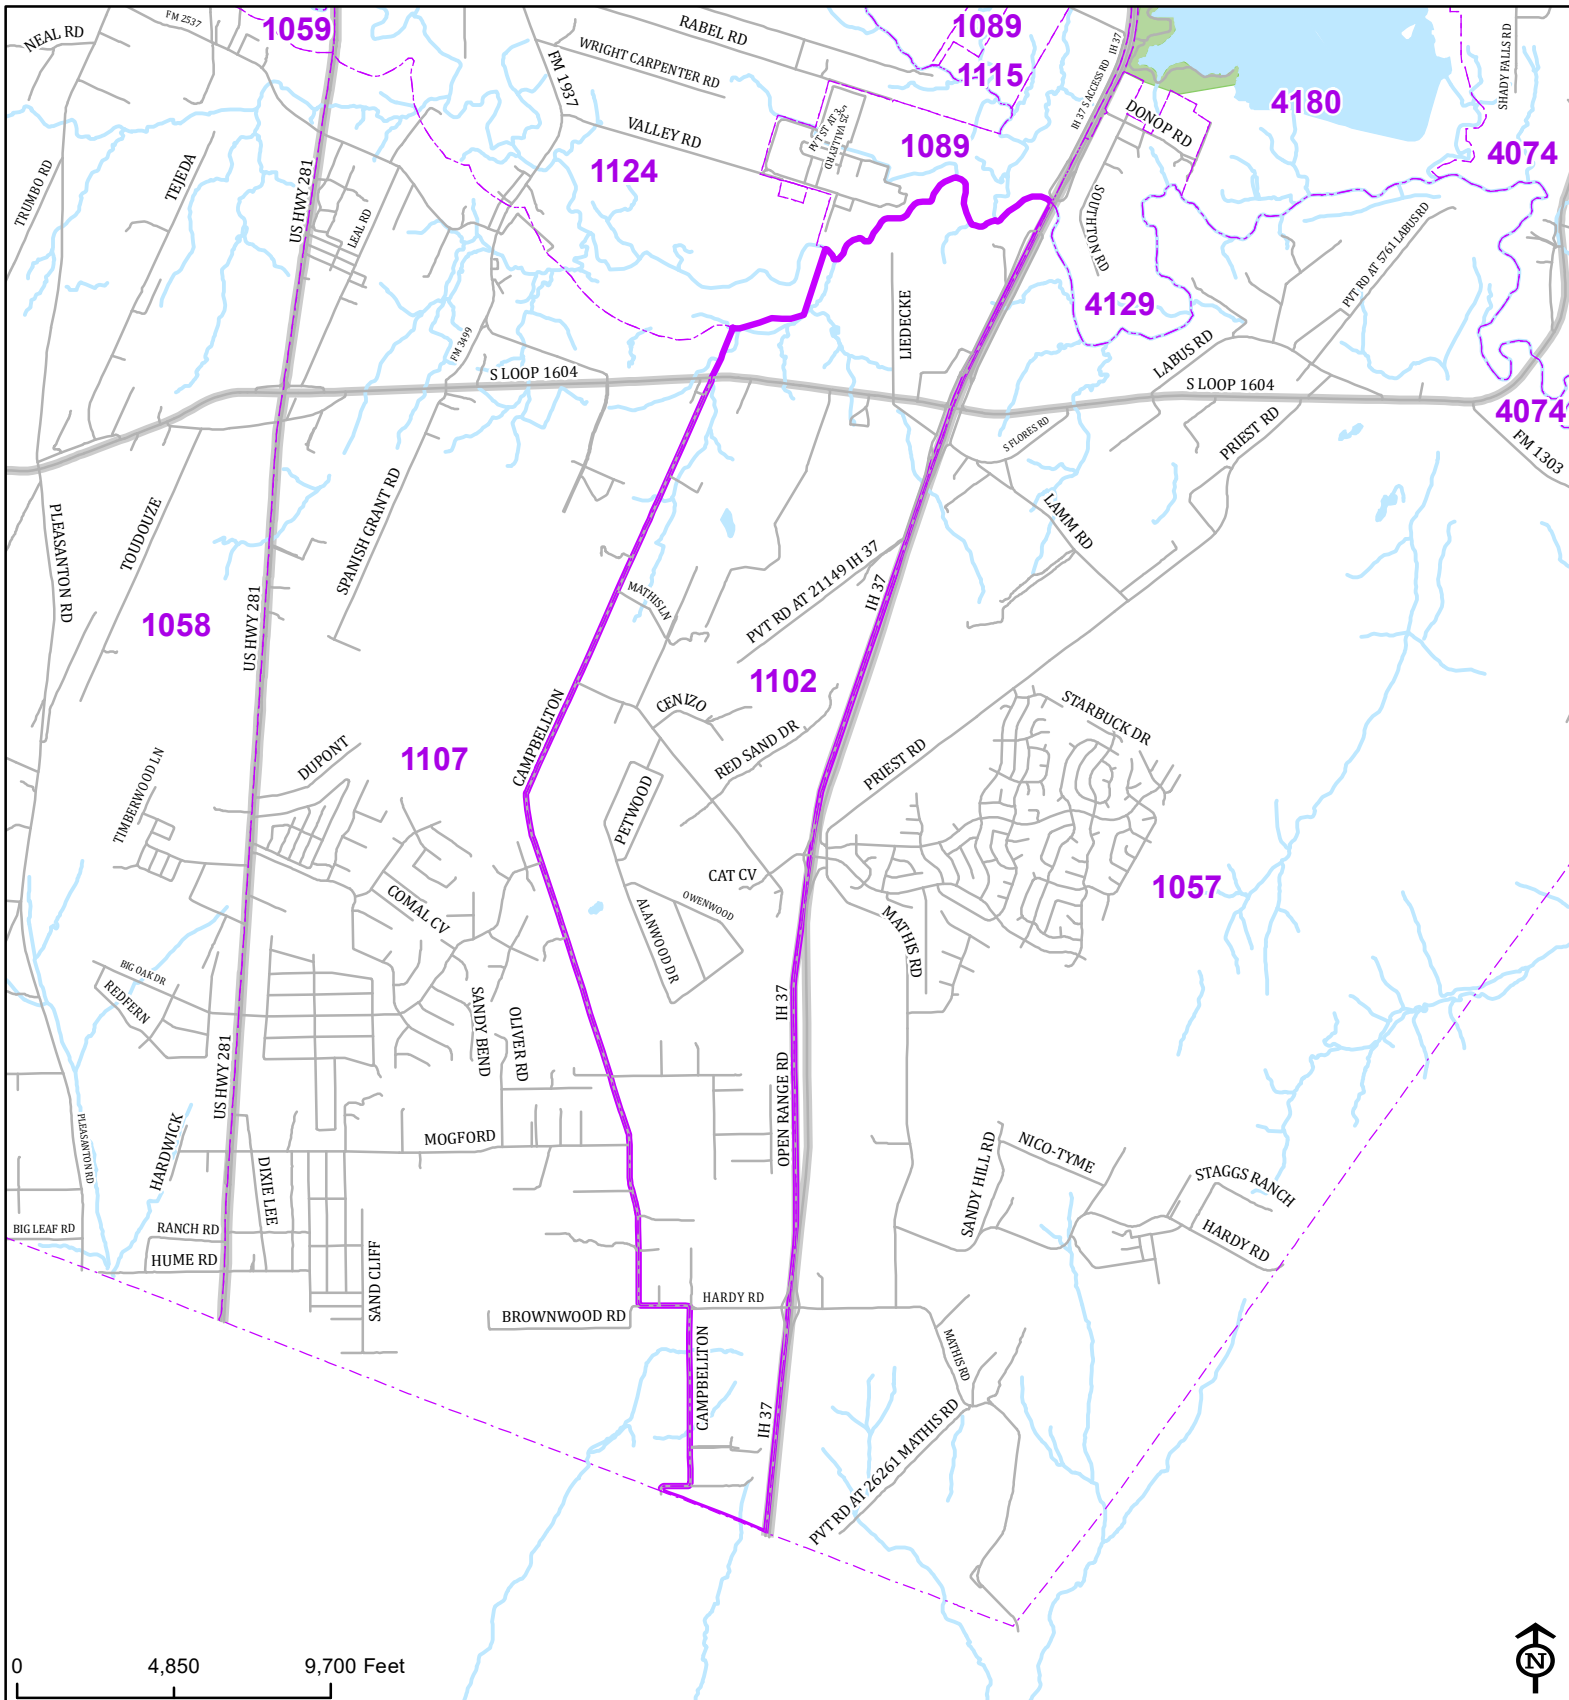 FM 2537
1059
NEAL RD
RABEL RD
1089
WRIGHT CARPENTER RD
FM 1937
1115
IH 37 S ACCESS RD
IH 37
SHADY FALLS RD
4180
DONOP RD
VALLEY RD
PVT ST AT 35
25 VALLEY RD
1089
1124
4074
TRUMBO RD
TEJEDA
US HWY 281
LEAL RD
SOUTHTON RD
PVT RD AT 5761 LABUS RD
4129
LIEDECKE
FM 3499
LABUS RD
S LOOP 1604
S LOOP 1604
4074
S FLORES RD
PRIEST RD
FM 1303
PLEASANTON RD
TOUDOUZE
SPANISH GRANT RD
LAMM RD
PVT RD AT 21149 IH 37
IH 37
MATHIS LN
1058
US HWY 281
1102
CENIZO
STARBUCK DR
RED SAND DR
CAMPBELLTON
1107
DUPONT
TIMBERWOOD LN
PRIEST RD
PETWOOD
CAT CV
1057
OWENWOOD
COMAL CV
ALANWOOD DR
MATHIS RD
BIG OAK DR
REDFERN
SANDY BEND
OLIVER RD
IH 37
US HWY 281
OPEN RANGE RD
PLEASANTON RD
HARDWICK
MOGFORD
SANDY HILL RD
NICO-TYME
DIXIE LEE
STAGGS RANCH
BIG LEAF RD
RANCH RD
HARDY RD
HUME RD
SAND CLIFF
HARDY RD
BROWNWOOD RD
CAMPBELLTON
MATHIS RD
IH 37
PVT RD AT 26261 MATHIS RD
0 4,850 9,700 Feet
N